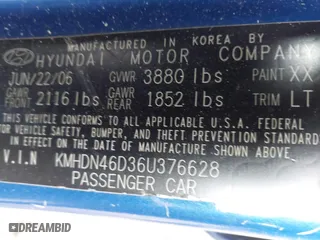 MANUFACTURED IN KOREA BY
HYUNDAI MOTOR COMPANY
JUN/22/06 GVWR 3880 lbs PAINT XX
GAWR FRONT 2116 lbs GAWR REAR 1852 lbs TRIM LT
THIS VEHICLE CONFORMS TO ALL APPLICABLE U.S.A. FEDERAL
MOTOR VEHICLE SAFETY, BUMPER, AND THEFT
IN EFFECT ON THE DATE OF MANUFACTURE SHOWN ABOVE.
V.I.N KMHDN46D36U376628
PASSENGER CAR
DREAMBID